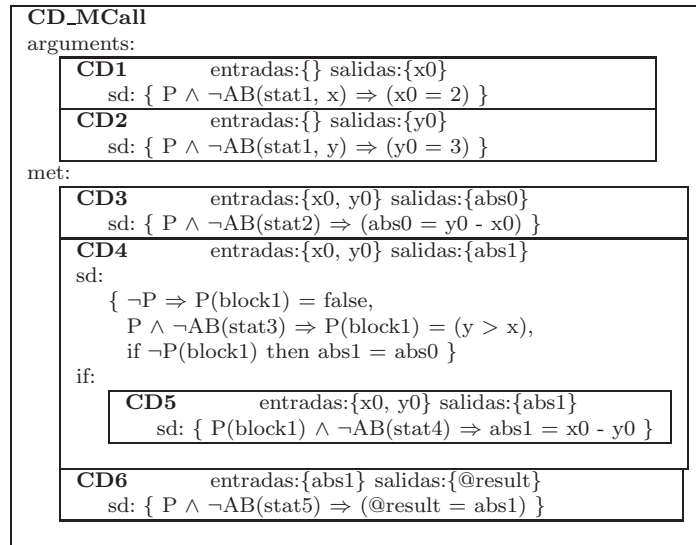 CD_MCall
arguments:
CD1 entradas:{} salidas:{x0}
sd: { P ∧ ¬AB(stat1, x) ⇒ (x0 = 2) }
CD2 entradas:{} salidas:{y0}
sd: { P ∧ ¬AB(stat1, y) ⇒ (y0 = 3) }
met:
CD3 entradas:{x0, y0} salidas:{abs0}
sd: { P ∧ ¬AB(stat2) ⇒ (abs0 = y0 - x0) }
CD4 entradas:{x0, y0} salidas:{abs1}
sd:
{ ¬P ⇒ P(block1) = false,
P ∧ ¬AB(stat3) ⇒ P(block1) = (y > x),
if ¬P(block1) then abs1 = abs0 }
if:
CD5 entradas:{x0, y0} salidas:{abs1}
sd: { P(block1) ∧ ¬AB(stat4) ⇒ abs1 = x0 - y0 }
CD6 entradas:{abs1} salidas:{@result}
sd: { P ∧ ¬AB(stat5) ⇒ (@result = abs1) }